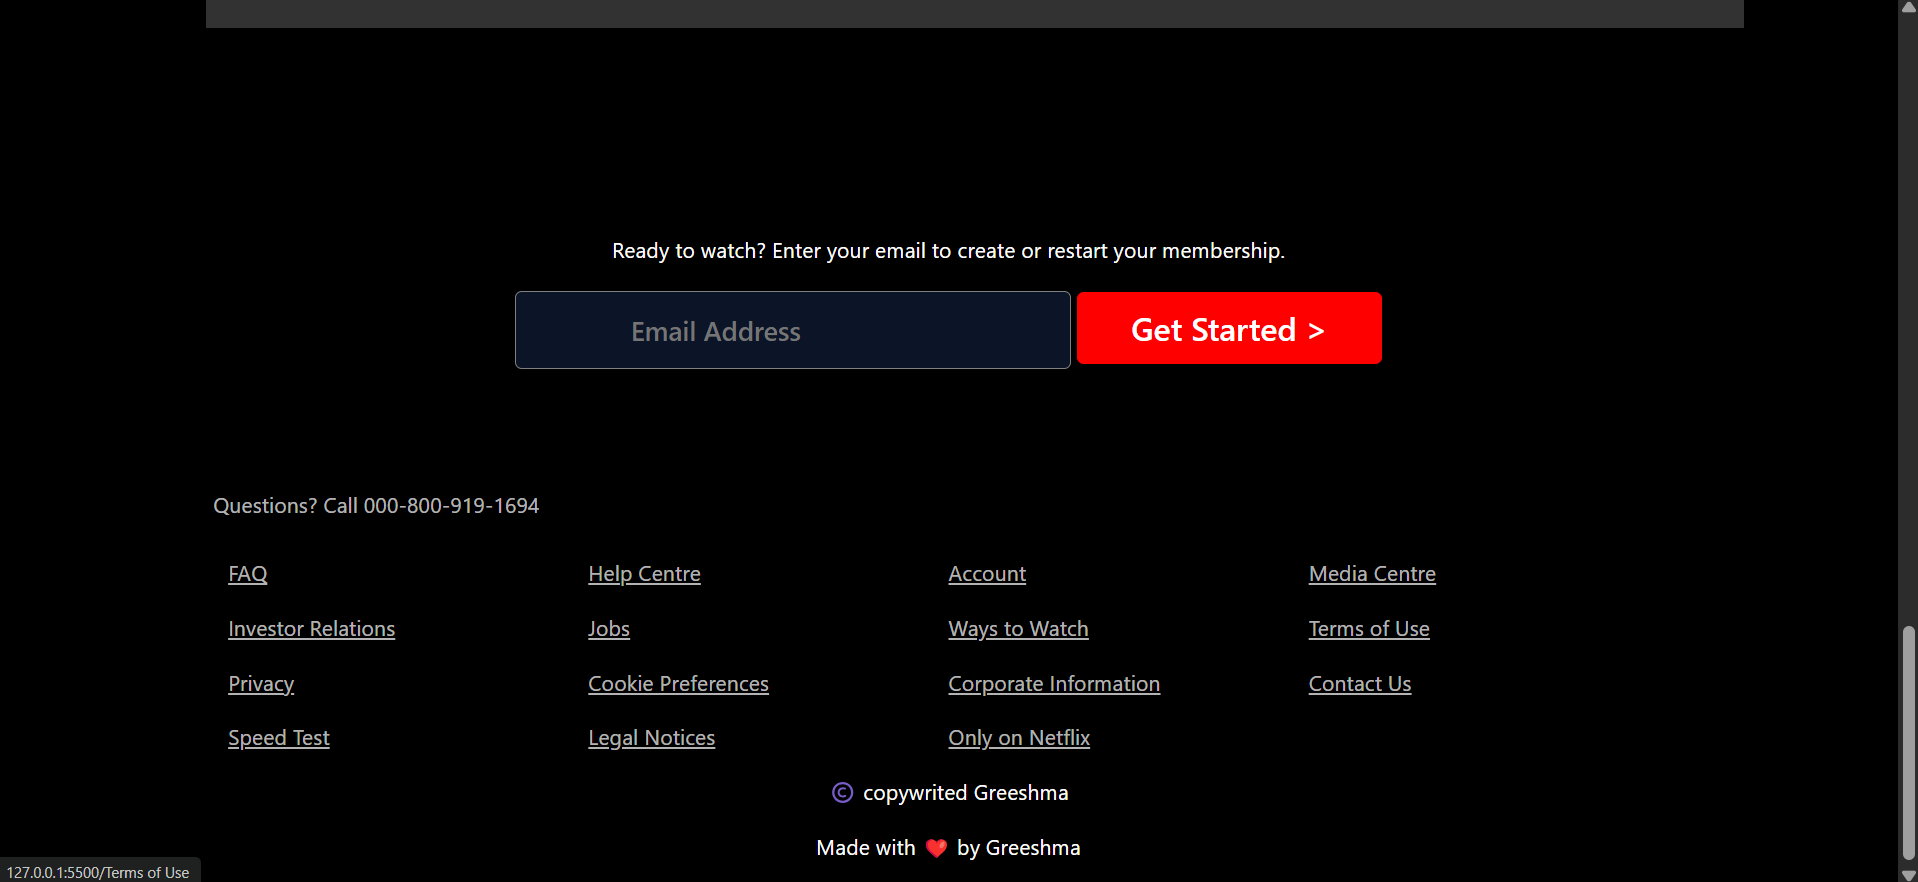 Ready to watch? Enter your email to create or restart your membership.
Email Address
Get Started >
Questions? Call 000-800-919-1694
FAQ Help Centre Account Media Centre
Investor Relations Jobs Ways to Watch Terms of Use
Privacy Cookie Preferences Corporate Information Contact Us
Speed Test Legal Notices Only on Netflix
© copywrited Greeshma
Made with ❤️ by Greeshma
127.0.0.1:5500/Terms of Use